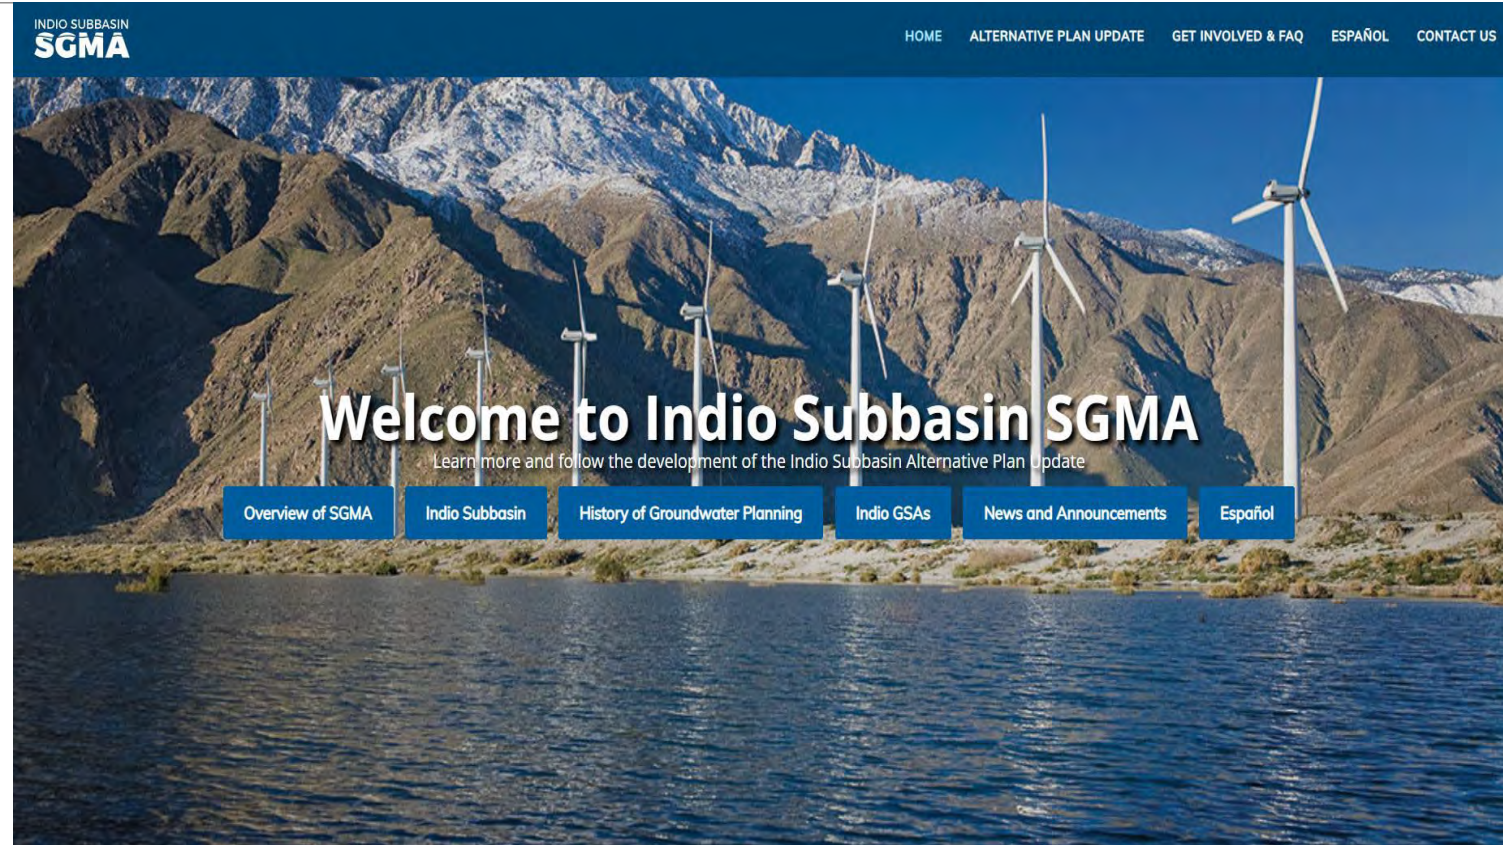 INDIO SUBBASIN
SGMA
HOME ALTERNATIVE PLAN UPDATE GET INVOLVED & FAQ ESPAÑOL CONTACT US
Welcome to Indio Subbasin SGMA
Learn more and follow the development of the Indio Subbasin Alternative Plan Update
Overview of SGMA Indio Subbasin History of Groundwater Planning Indio GSAs News and Announcements Español